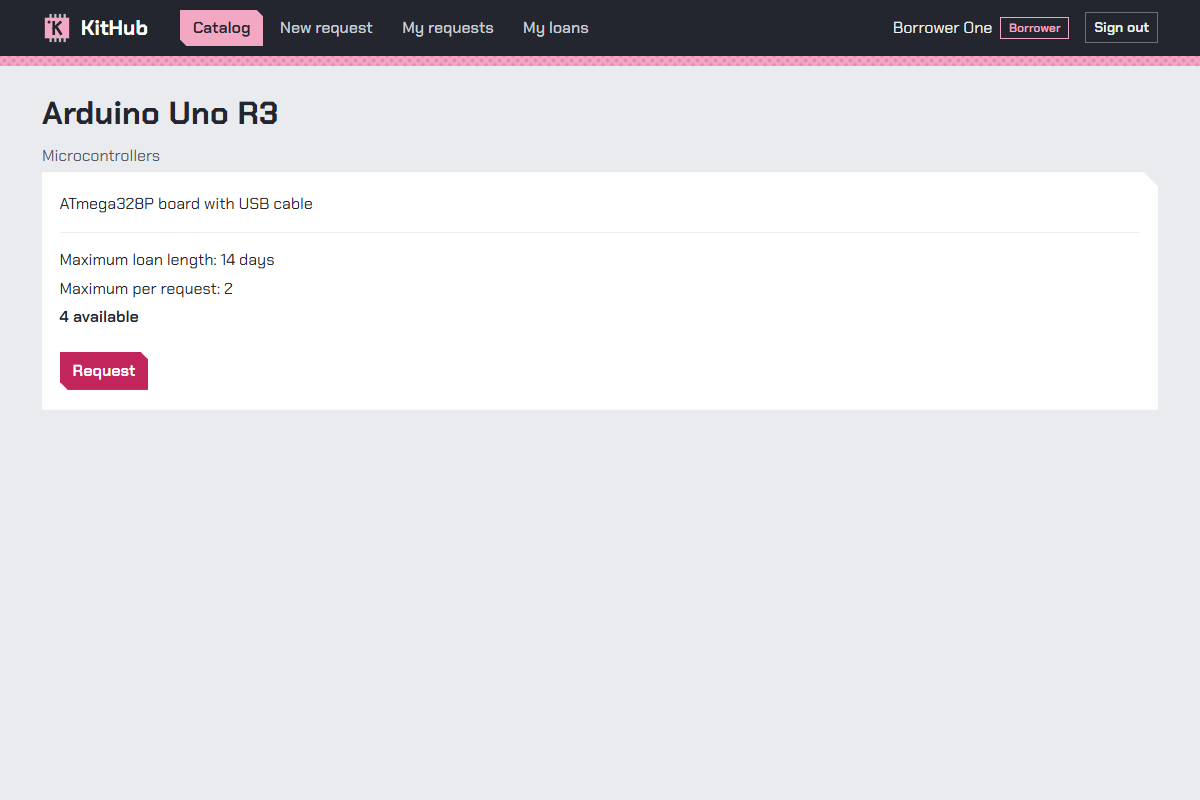 K KitHub Catalog New request My requests My loans Borrower One Borrower Sign out
Arduino Uno R3
Microcontrollers
ATmega328P board with USB cable
Maximum loan length: 14 days
Maximum per request: 2
4 available
Request